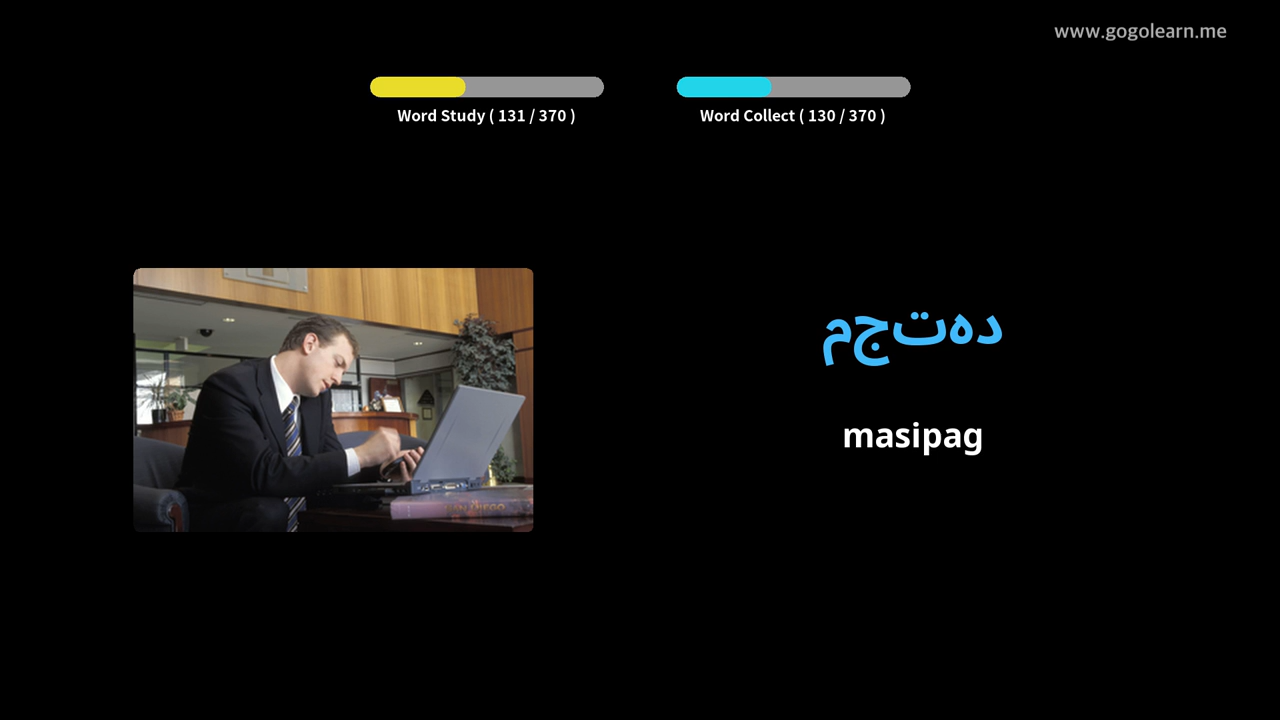 www.gogolearn.me
Word Study ( 131 / 370 )
Word Collect ( 130 / 370 )
مجتهد
masipag